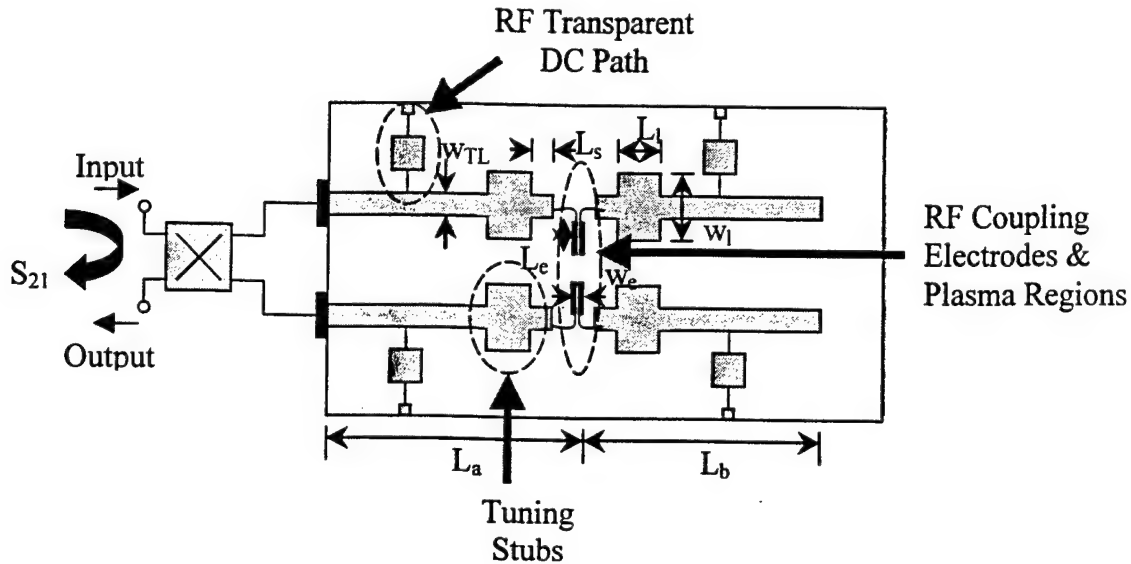 RF Transparent
DC Path
Input
S21
Output
wTL
Ls
Ll
wl
Le
we
RF Coupling
Electrodes &
Plasma Regions
La
Lb
Tuning
Stubs